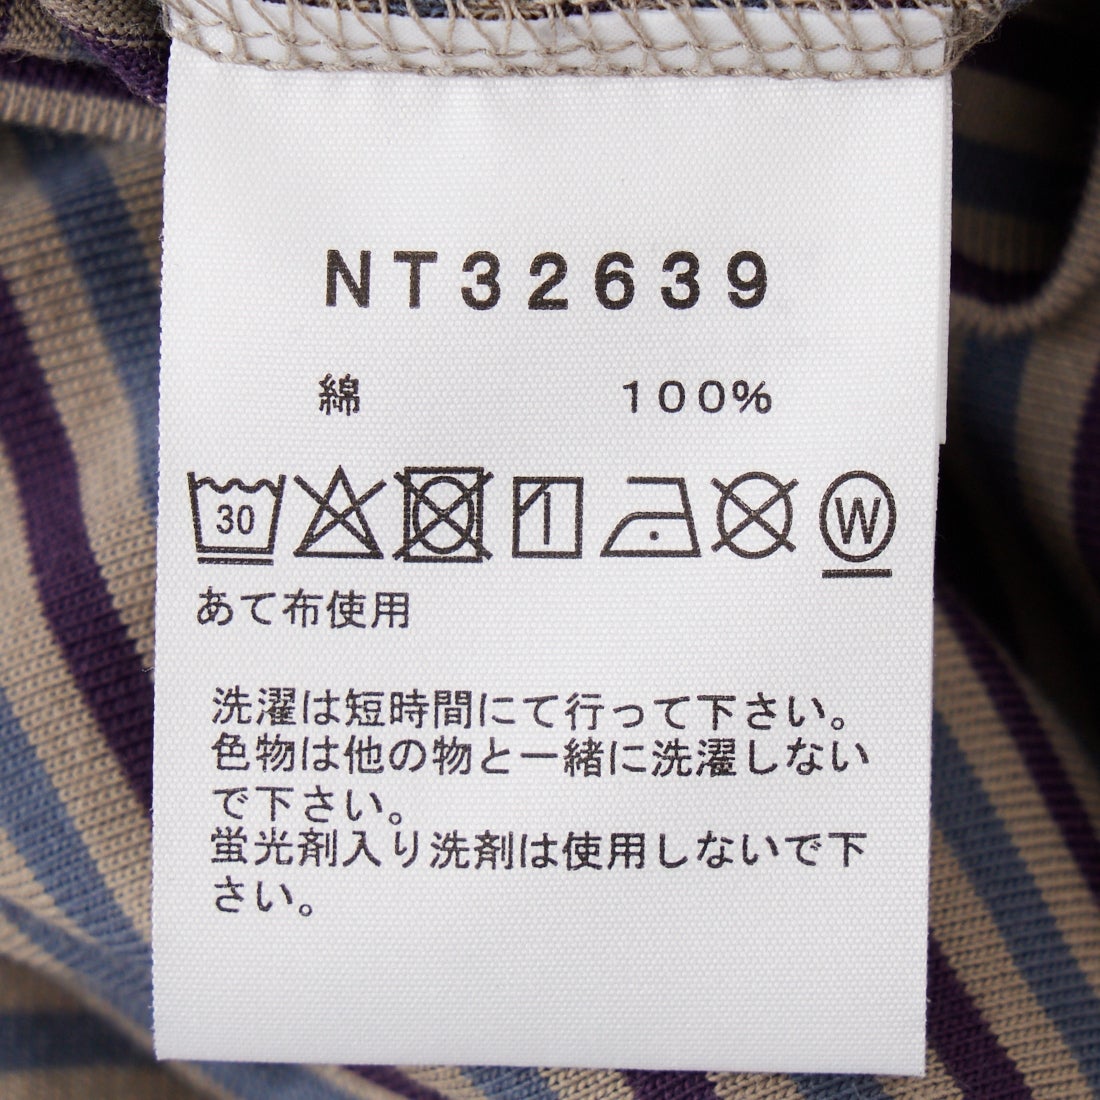 NT32639
綿 100%
30 W
あて布使用
洗濯は短時間にて行って下さい。
色物は他の物と一緒に洗濯しない
で下さい。
蛍光剤入り洗剤は使用しないで下
さい。